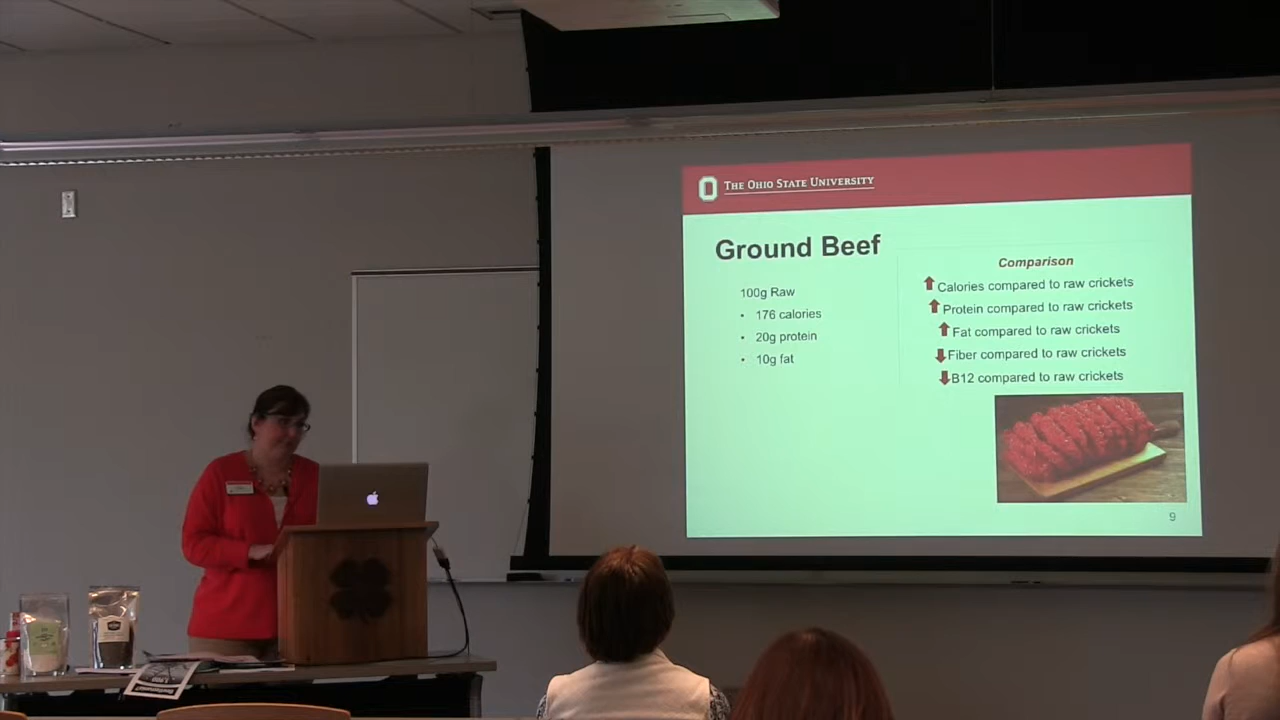 THE OHIO STATE UNIVERSITY
Ground Beef
100g Raw
• 176 calories
• 20g protein
• 10g fat
Comparison
Calories compared to raw crickets
Protein compared to raw crickets
Fat compared to raw crickets
Fiber compared to raw crickets
B12 compared to raw crickets
9